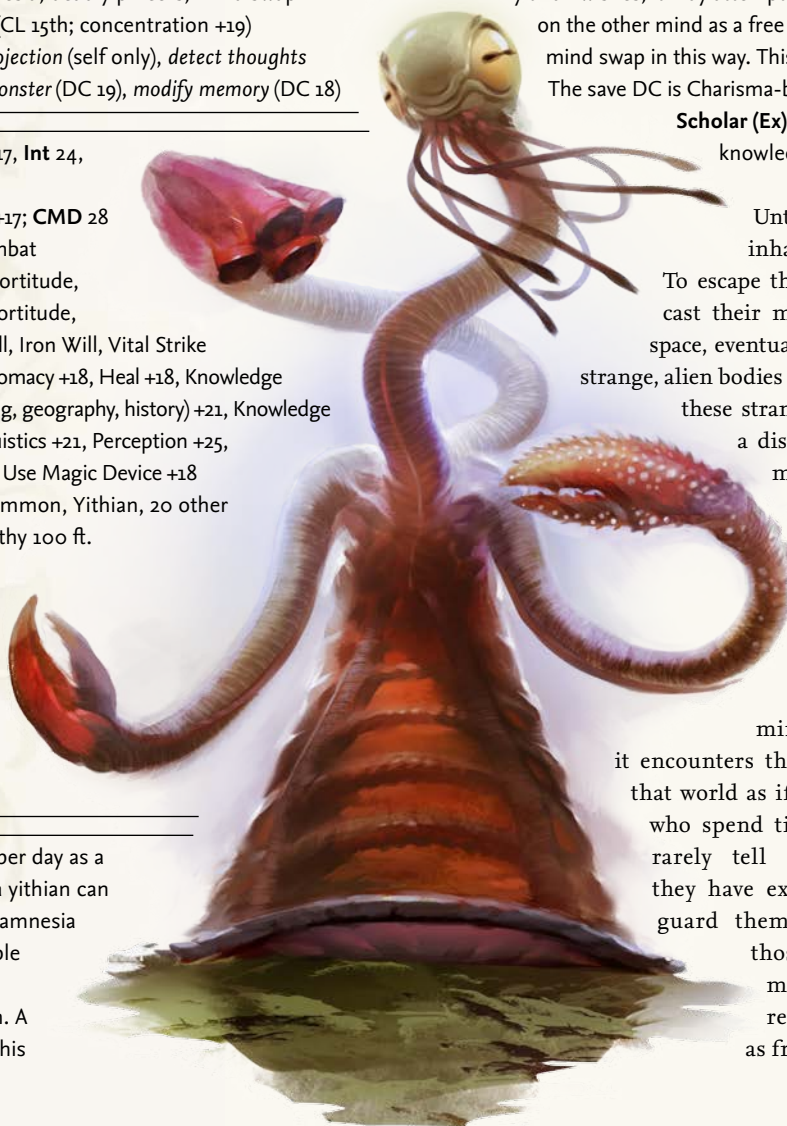 (CL 15th; concentration +19)
ojection (self only), detect thoughts
onster (DC 19), modify memory (DC 18)
17, Int 24,
+17; CMD 28
nbat
ortitude,
ortitude,
ll, Iron Will, Vital Strike
omacy +18, Heal +18, Knowledge
g, geography, history) +21, Knowledge
uistics +21, Perception +25,
Use Magic Device +18
mmon, Yithian, 20 other
thy 100 ft.
per day as a
a yithian can
amnesia
ple
n. A
his
on the other mind as a free
mind swap in this way. This
The save DC is Charisma-b
Scholar (Ex)
knowled
Unt
inha
To escape th
cast their m
space, eventua
strange, alien bodies
these stran
a dis
m
min
it encounters th
that world as if
who spend ti
rarely tell
they have ex
guard them
thos
m
re
as fr